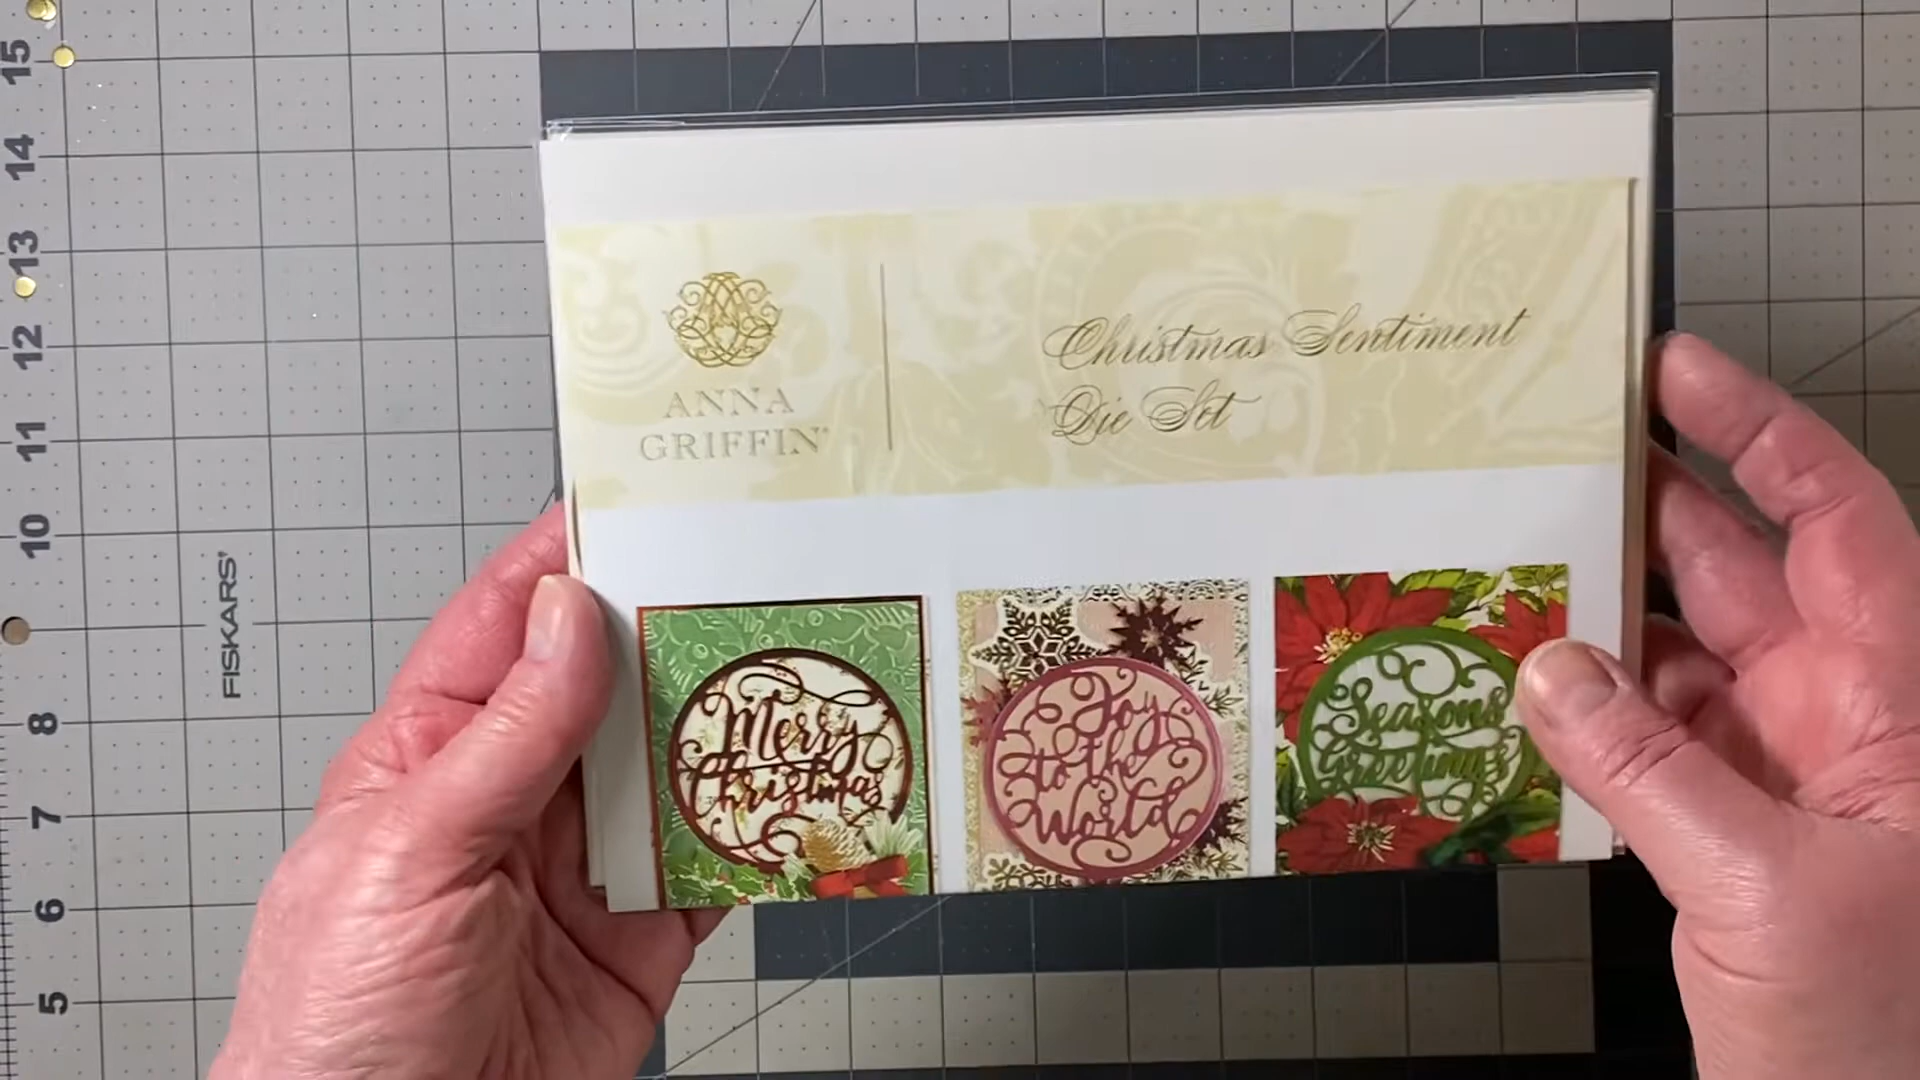 15
14
13
12
11
10
8
7
6
5
FISKARS®
ANNA
GRIFFIN®
Christmas Sentiment
Die Set
Merry
Christmas
Joy
to the
World
Seasons
Greetings